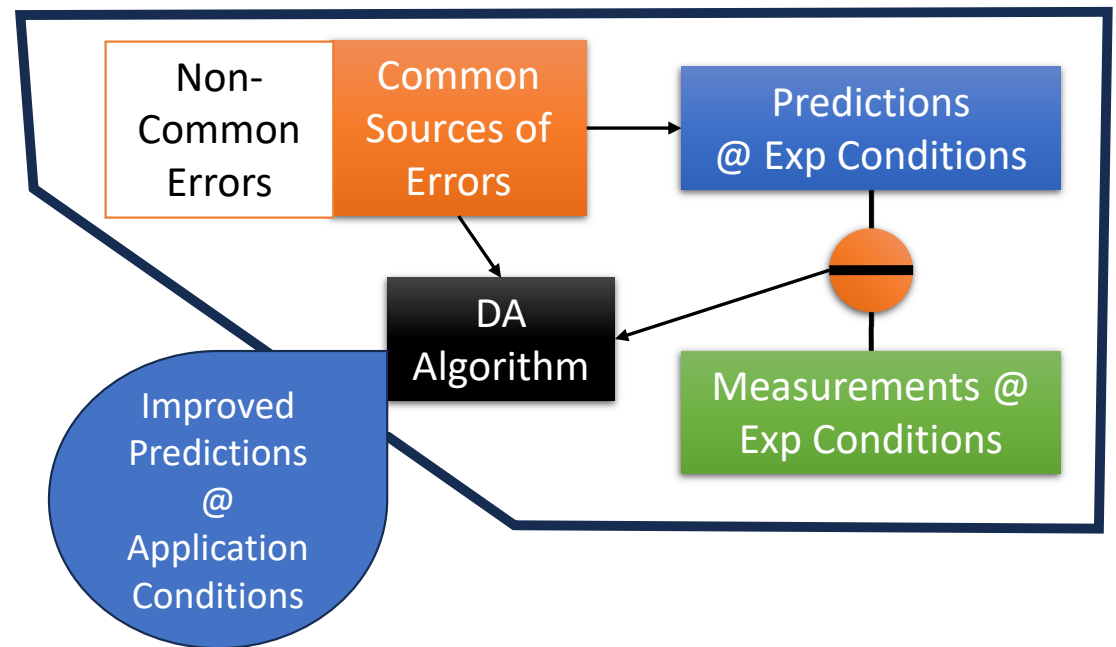 Non-
Common
Errors
Common
Sources of
Errors
Predictions
@ Exp Conditions
DA
Algorithm
Measurements @
Exp Conditions
Improved
Predictions
@
Application
Conditions